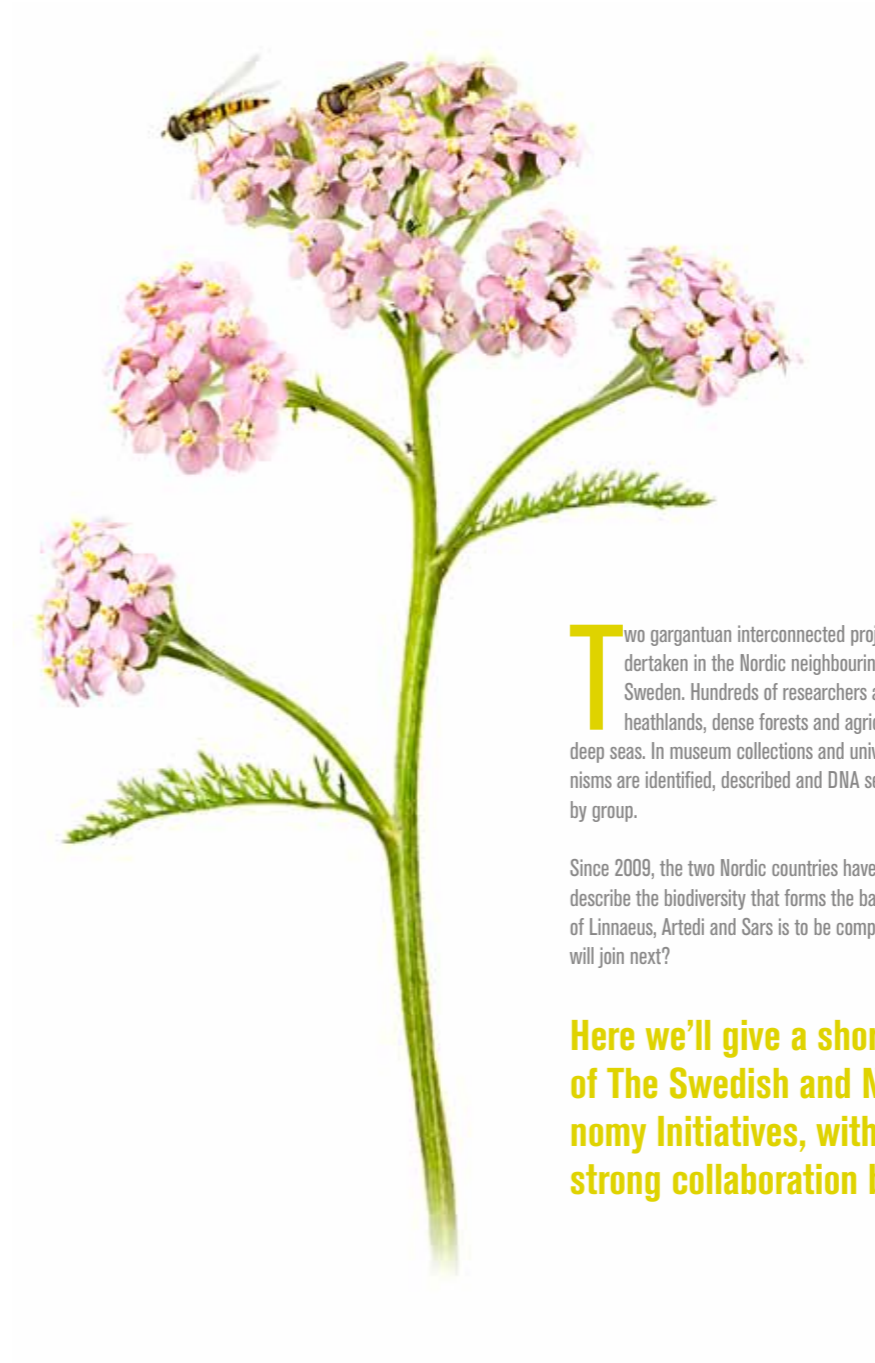 Two gargantuan interconnected proj
dertaken in the Nordic neighbourin
Sweden. Hundreds of researchers a
heathlands, dense forests and agric
deep seas. In museum collections and univ
nisms are identified, described and DNA se
by group.
Since 2009, the two Nordic countries have
describe the biodiversity that forms the ba
of Linnaeus, Artedi and Sars is to be comp
will join next?
Here we’ll give a shor
of The Swedish and N
nomy Initiatives, with
strong collaboration b